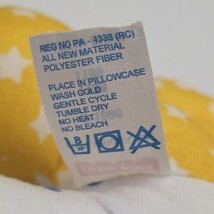 REG NO PA - 4338 (RC)
ALL NEW MATERIAL
POLYESTER FIBER
PLACE IN PILLOWCASE
WASH COLD
GENTLE CYCLE
TUMBLE DRY
NO HEAT
NO BLEACH